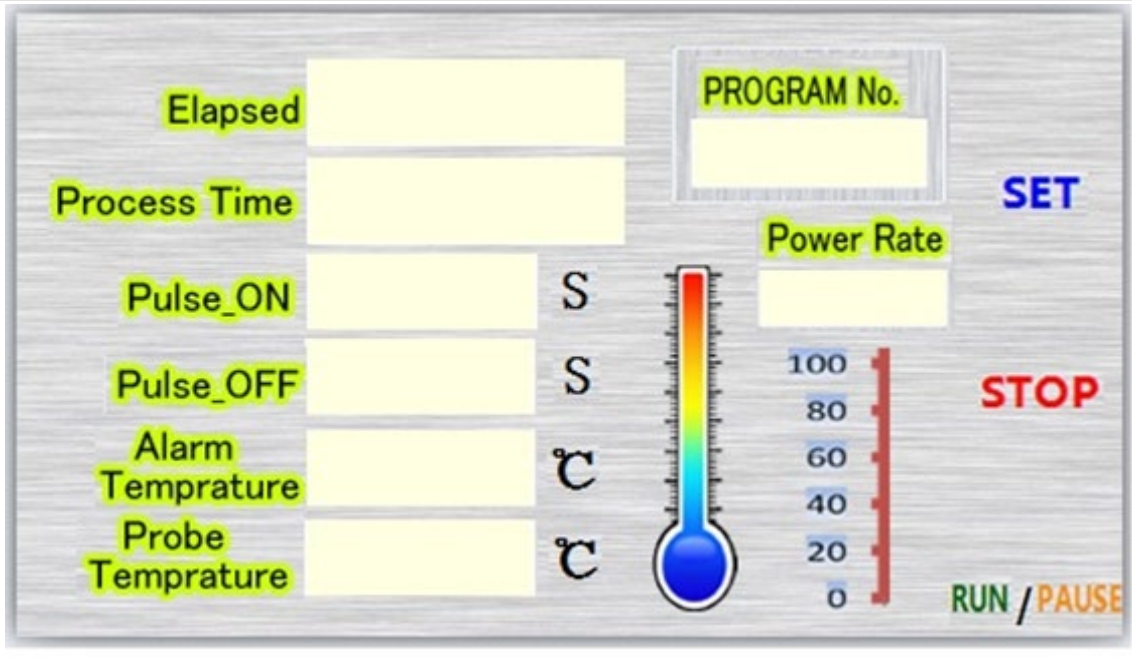 Elapsed
PROGRAM No.
Process Time
SET
Power Rate
Pulse_ON S
Pulse_OFF S
STOP
Alarm
Temprature ℃
Probe
Temprature ℃
100
80
60
40
20
0
RUN / PAUSE